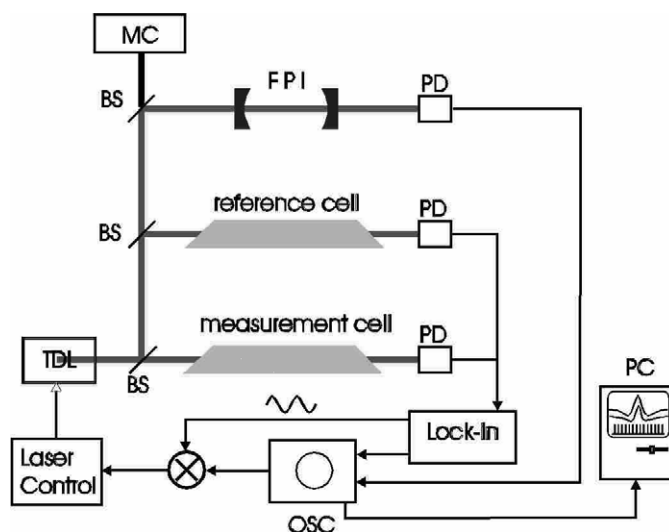 MC
BS
FPI
PD
BS
reference cell
PD
measurement cell
PD
TDL
BS
PC
Lock-In
Laser
Control
OSC